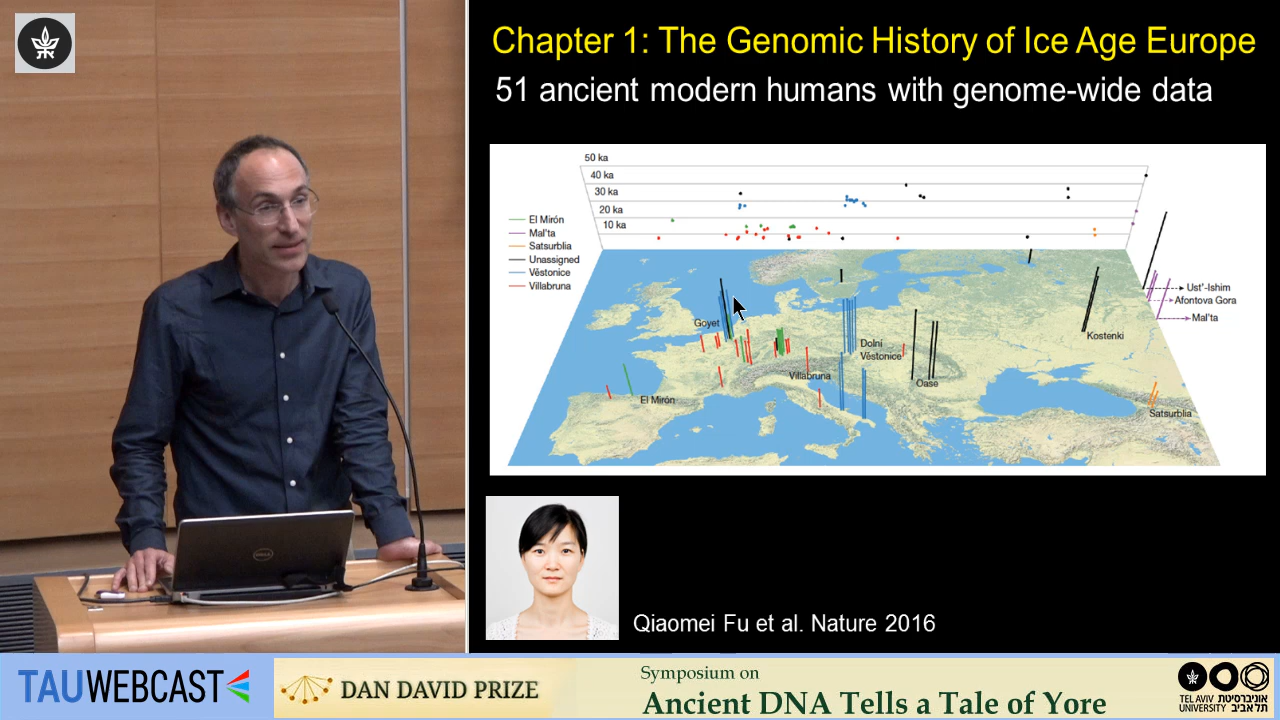 Chapter 1: The Genomic History of Ice Age Europe
51 ancient modern humans with genome-wide data
50 ka
40 ka
30 ka
20 ka
10 ka
El Mirón
Mal'ta
Satsurblia
Unassigned
Věstonice
Villabruna
Goyet
Dolní
Věstonice
Villabruna
Oase
El Mirón
Kostenki
Satsurblia
Ust'-Ishim
Afontova Gora
Mal'ta
DELL
Qiaomei Fu et al. Nature 2016
TAUWEBCAST
DAN DAVID PRIZE
Symposium on
Ancient DNA Tells a Tale of Yore
TEL AVIV אוניברסיטת
UNIVERSITY תל אביב